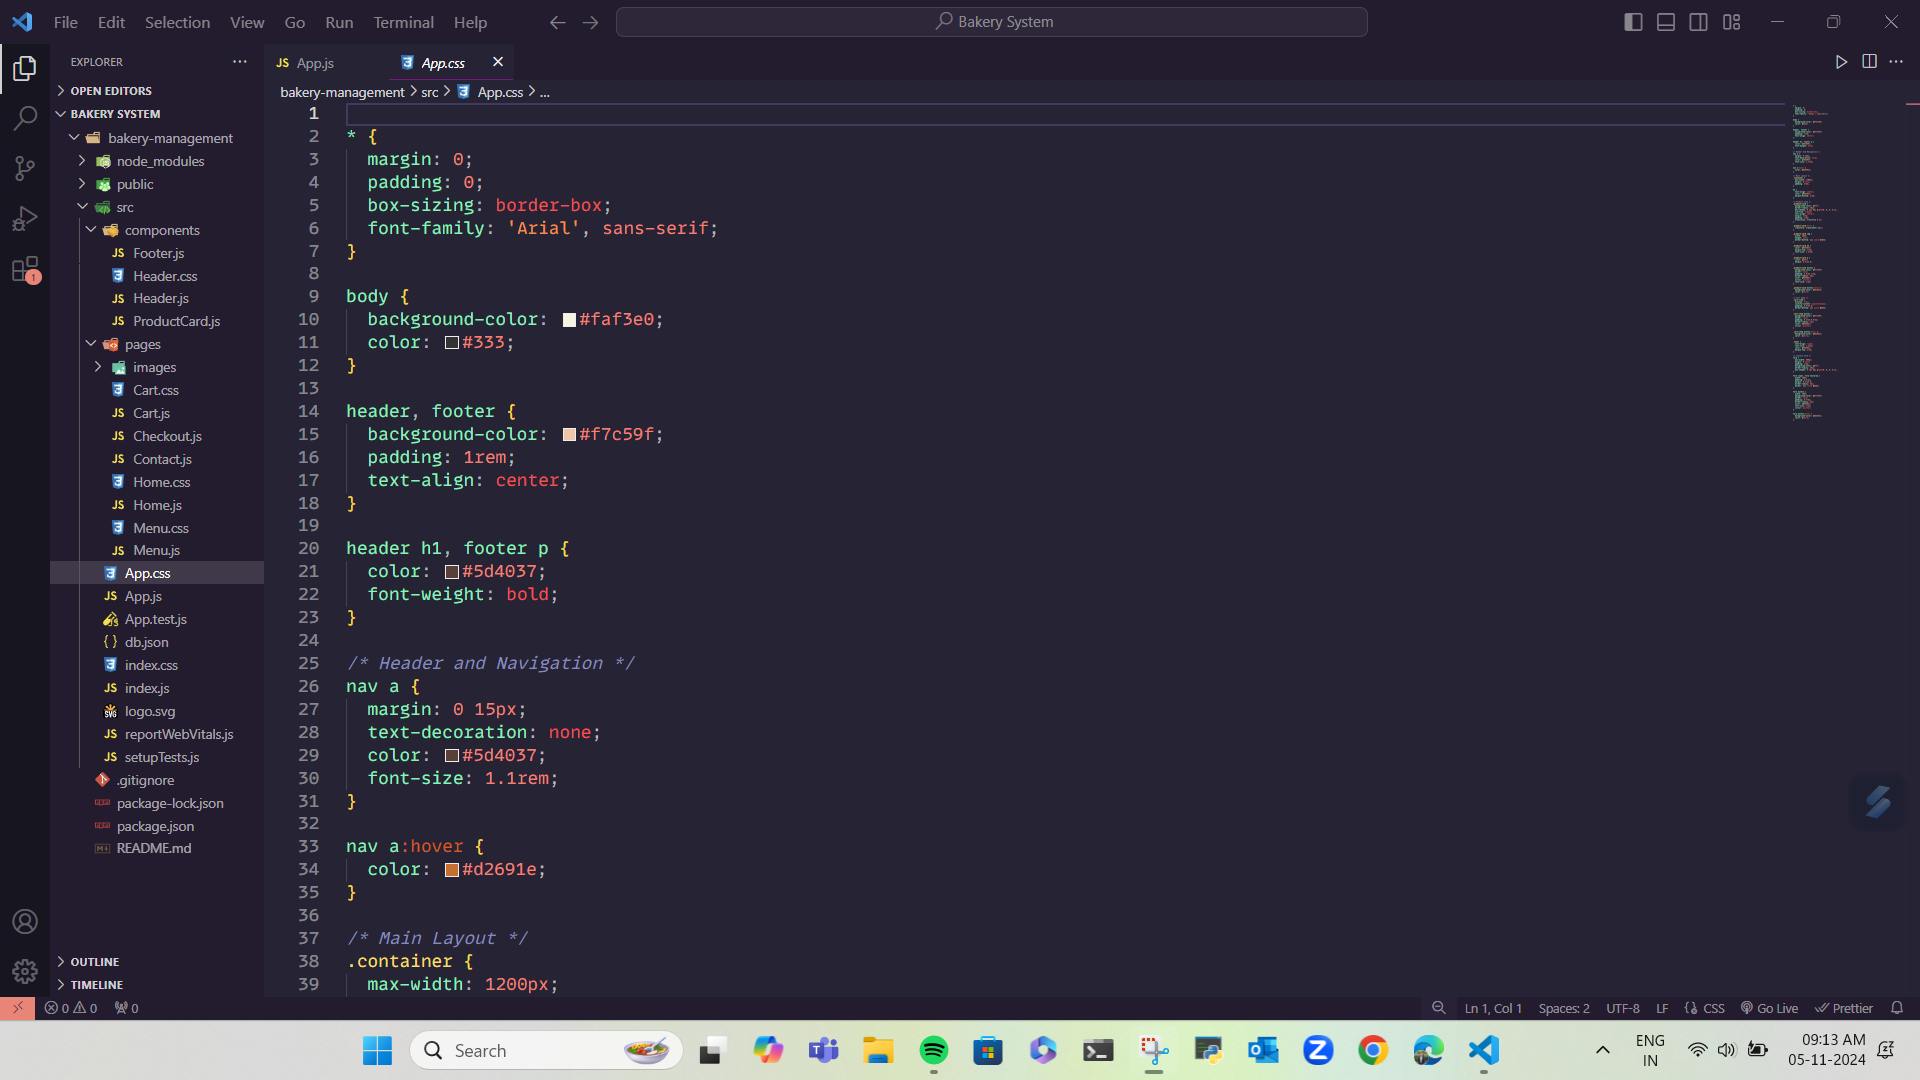 File Edit Selection View Go Run Terminal Help
Bakery System
EXPLORER
OPEN EDITORS
BAKERY SYSTEM
bakery-management
node_modules
public
src
components
Footer.js
Header.css
Header.js
ProductCard.js
pages
images
Cart.css
Cart.js
Checkout.js
Contact.js
Home.css
Home.js
Menu.css
Menu.js
App.css
App.js
App.test.js
db.json
index.css
index.js
logo.svg
reportWebVitals.js
setupTests.js
.gitignore
package-lock.json
package.json
README.md
OUTLINE
TIMELINE
JS App.js
App.css
bakery-management > src > App.css > ...
1
2 * {
3 margin: 0;
4 padding: 0;
5 box-sizing: border-box;
6 font-family: 'Arial', sans-serif;
7 }
8
9 body {
10 background-color: #faf3e0;
11 color: #333;
12 }
13
14 header, footer {
15 background-color: #f7c59f;
16 padding: 1rem;
17 text-align: center;
18 }
19
20 header h1, footer p {
21 color: #5d4037;
22 font-weight: bold;
23 }
24
25 /* Header and Navigation */
26 nav a {
27 margin: 0 15px;
28 text-decoration: none;
29 color: #5d4037;
30 font-size: 1.1rem;
31 }
32
33 nav a:hover {
34 color: #d2691e;
35 }
36
37 /* Main Layout */
38 .container {
39 max-width: 1200px;
0 0 0
Ln 1, Col 1 Spaces: 2 UTF-8 LF {} CSS Go Live Prettier
Search
ENG
IN
09:13 AM
05-11-2024